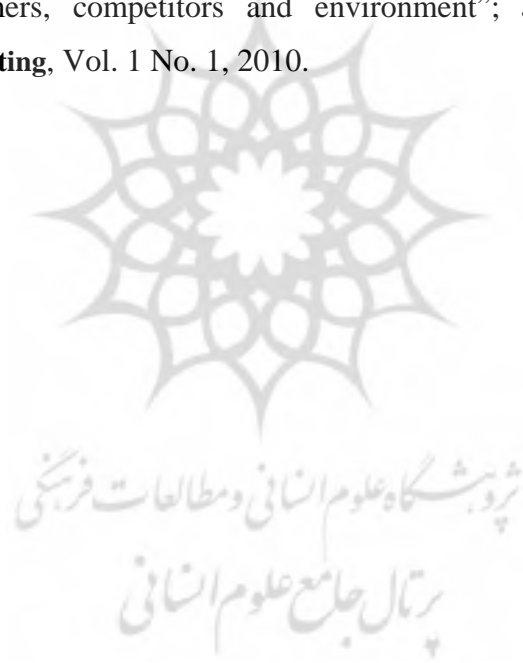 ners, competitors and environment”;
ting, Vol. 1 No. 1, 2010.
پژوهشگاه علوم انسانی و مطالعات فرهنگی
پرتال جامع علوم انسانی